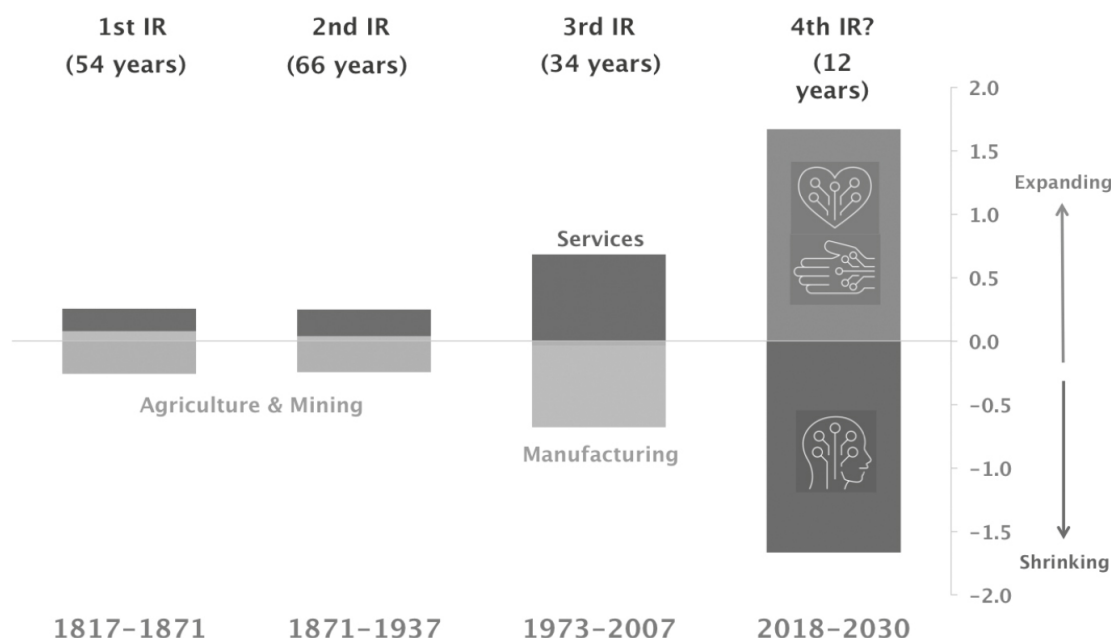 1st IR
(54 years)
2nd IR
(66 years)
3rd IR
(34 years)
4th IR?
(12
years)
2.0
1.5
Expanding
1.0
Services
0.5
0.0
Agriculture & Mining
-0.5
Manufacturing
-1.0
-1.5
Shrinking
-2.0
1817-1871
1871-1937
1973-2007
2018-2030